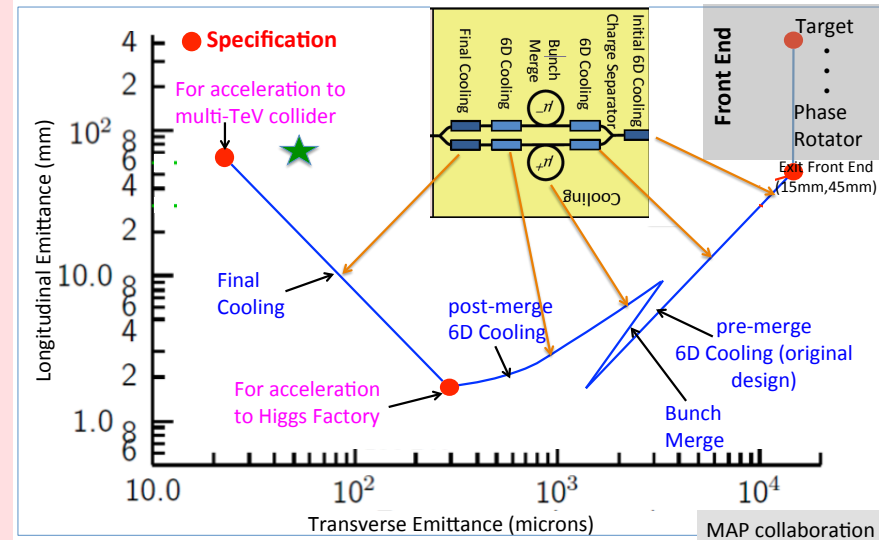 Specification
For acceleration to
multi-TeV collider
Final Cooling
6D Cooling
Bunch
Merge
6D Cooling
Charge Separator
Initial 6D Cooling
μ−
μ+
Cooling
Front End
Target
•
•
•
Phase
Rotator
Exit Front End
(15mm,45mm)
Longitudinal Emittance (mm)
4
2
10²
8
6
4
2
10.0
8
6
4
2
1.0
8
6
Final
Cooling
post-merge
6D Cooling
For acceleration
to Higgs Factory
pre-merge
6D Cooling (original
design)
Bunch
Merge
10.0
10²
10³
10⁴
Transverse Emittance (microns)
MAP collaboration